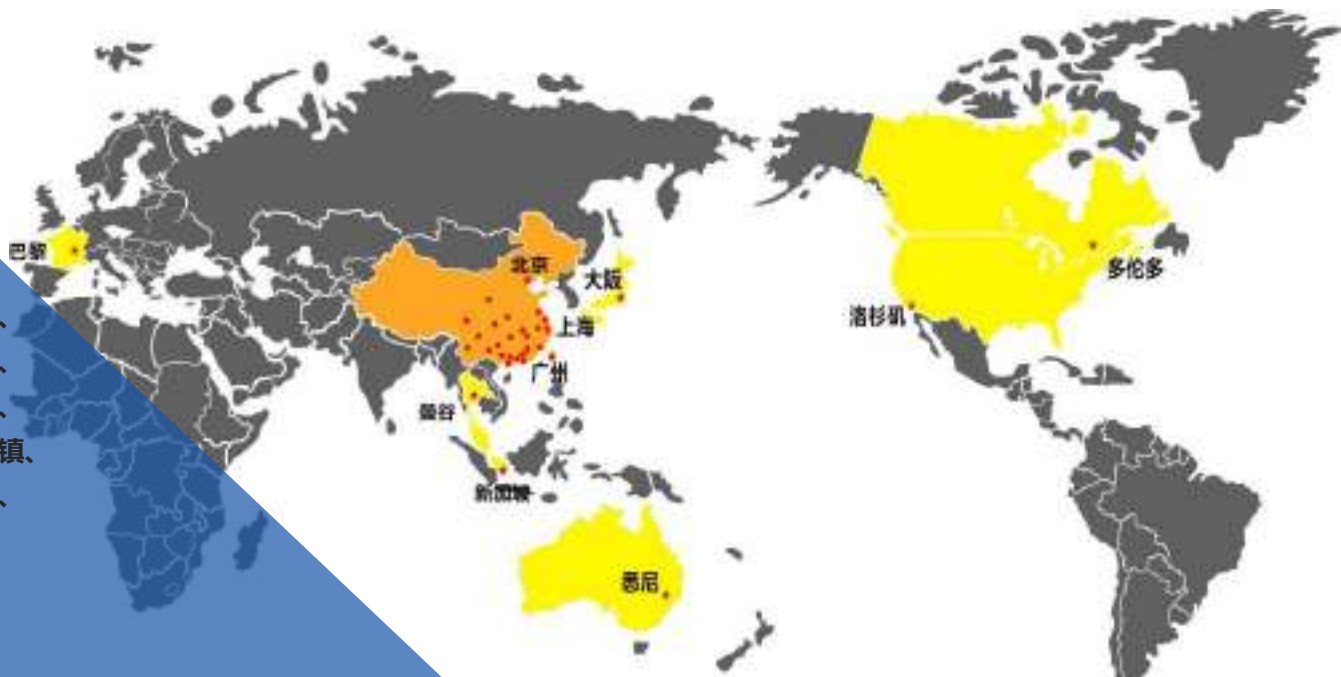 北京
巴黎
大阪
多伦多
洛杉矶
、
上海
、
广州
、
曼谷
镇、
新加坡
、
悉尼